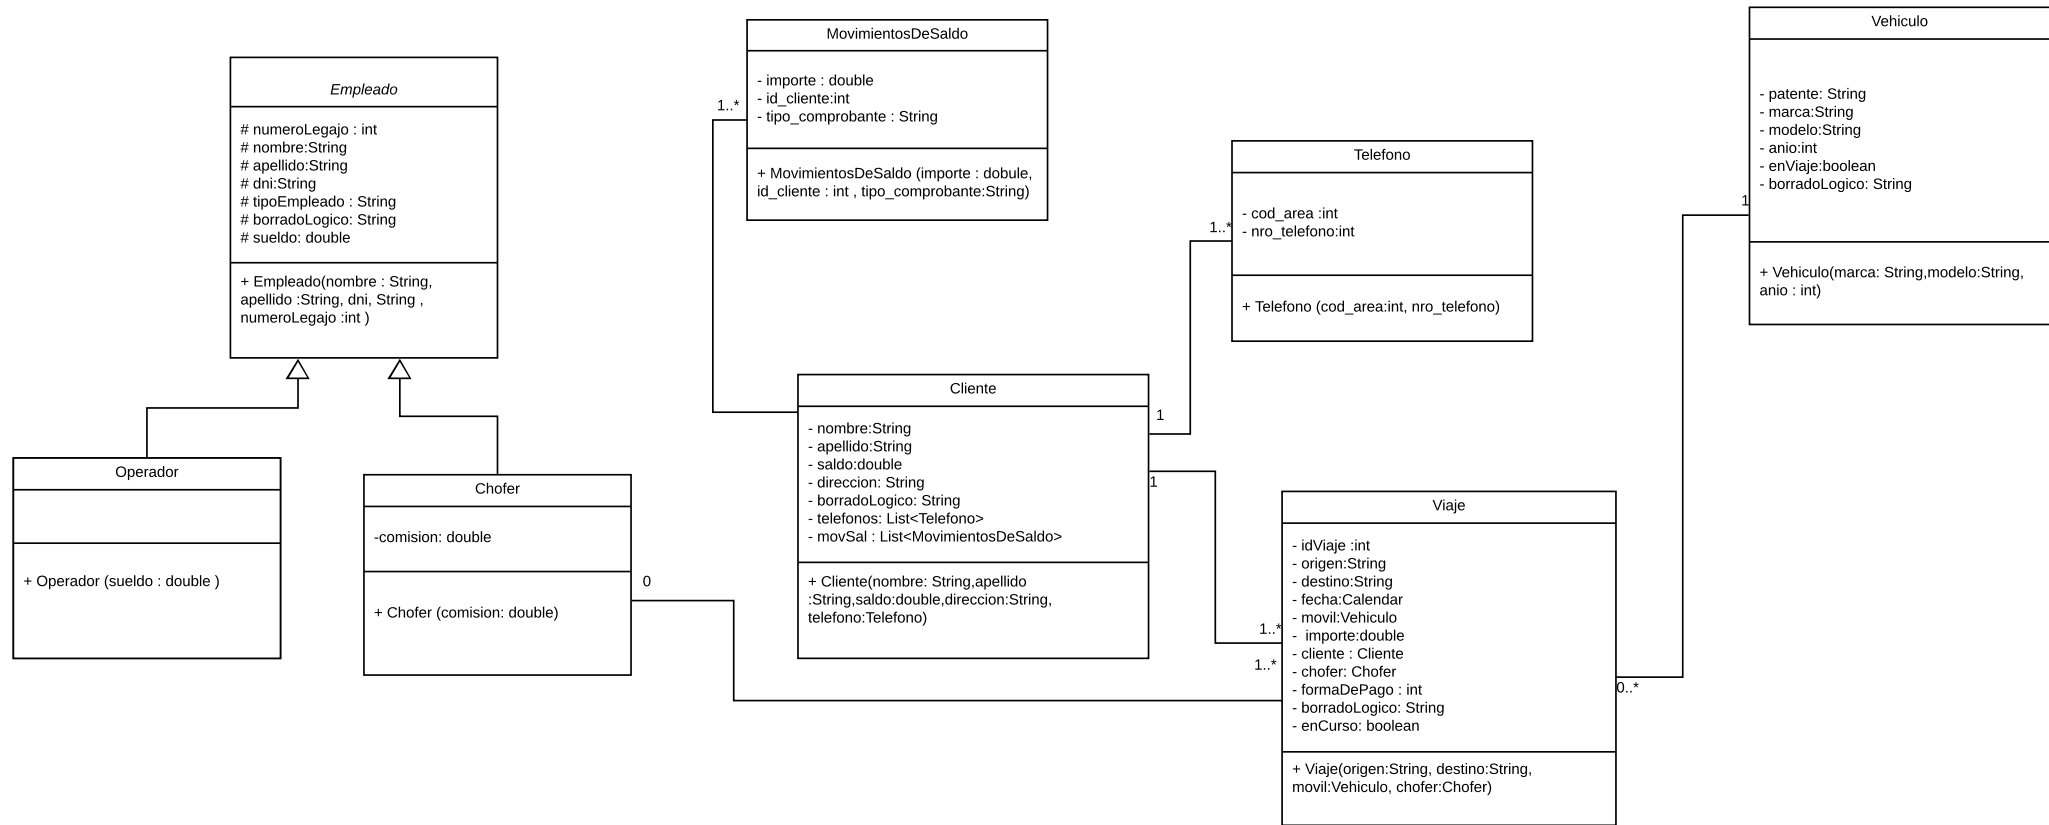 Empleado
# numeroLegajo : int
# nombre:String
# apellido:String
# dni:String
# tipoEmpleado : String
# borradoLogico: String
# sueldo: double
+ Empleado(nombre : String,
apellido :String, dni, String ,
numeroLegajo :int )
Operador
+ Operador (sueldo : double )
Chofer
-comision: double
+ Chofer (comision: double)
0
MovimientosDeSaldo
- importe : double
- id_cliente:int
- tipo_comprobante : String
+ MovimientosDeSaldo (importe : dobule,
id_cliente : int , tipo_comprobante:String)
1..*
Cliente
- nombre:String
- apellido:String
- saldo:double
- direccion: String
- borradoLogico: String
- telefonos: List<Telefono>
- movSal : List<MovimientosDeSaldo>
+ Cliente(nombre: String,apellido
:String,saldo:double,direccion:String,
telefono:Telefono)
1
1
Telefono
- cod_area :int
- nro_telefono:int
+ Telefono (cod_area:int, nro_telefono)
1..*
Viaje
- idViaje :int
- origen:String
- destino:String
- fecha:Calendar
- movil:Vehiculo
-  importe:double
- cliente : Cliente
- chofer: Chofer
- formaDePago : int
- borradoLogico: String
- enCurso: boolean
+ Viaje(origen:String, destino:String,
movil:Vehiculo, chofer:Chofer)
1..*
1..*
0..*
Vehiculo
- patente: String
- marca:String
- modelo:String
- anio:int
- enViaje:boolean
- borradoLogico: String
+ Vehiculo(marca: String,modelo:String,
anio : int)
1